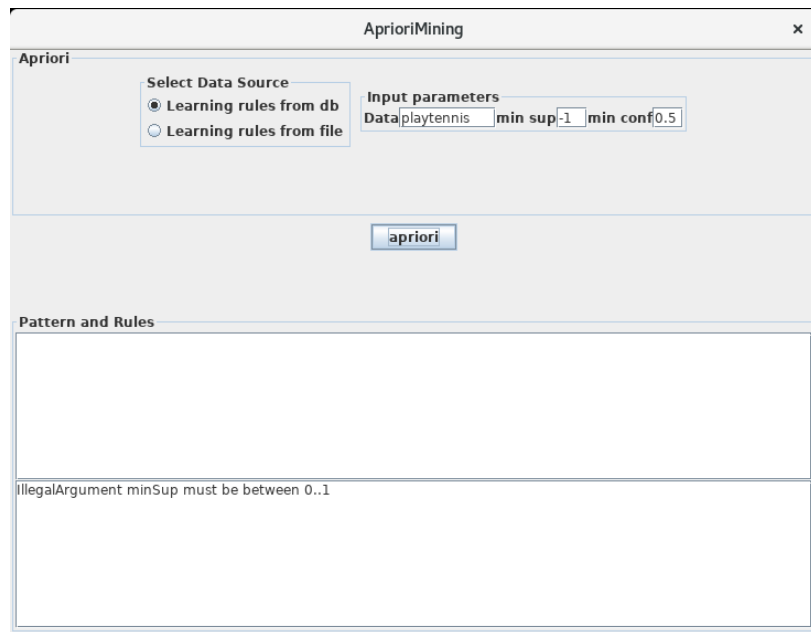 AprioriMining ×
Apriori
Select Data Source
Learning rules from db
Learning rules from file
Input parameters
Data playtennis min sup -1 min conf 0.5
apriori
Pattern and Rules
IllegalArgument minSup must be between 0..1